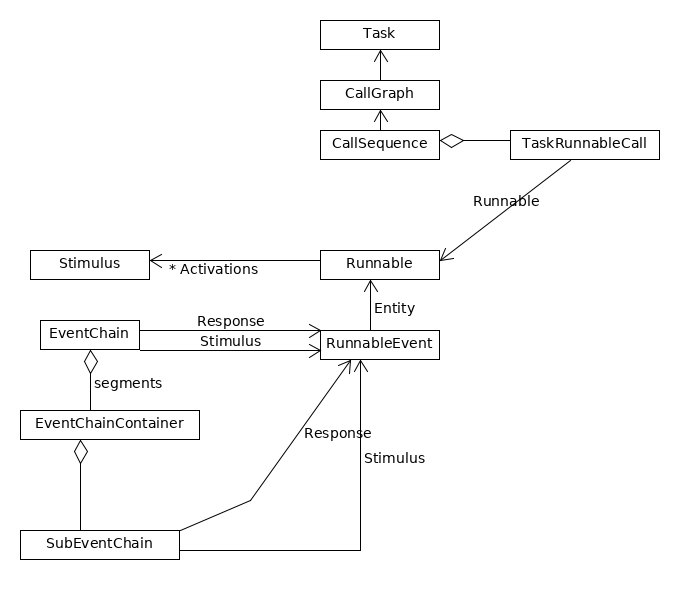 Task
CallGraph
CallSequence
TaskRunnableCall
Runnable
Stimulus
* Activations
Runnable
Entity
EventChain
Response
Stimulus
RunnableEvent
segments
EventChainContainer
Response
Stimulus
SubEventChain